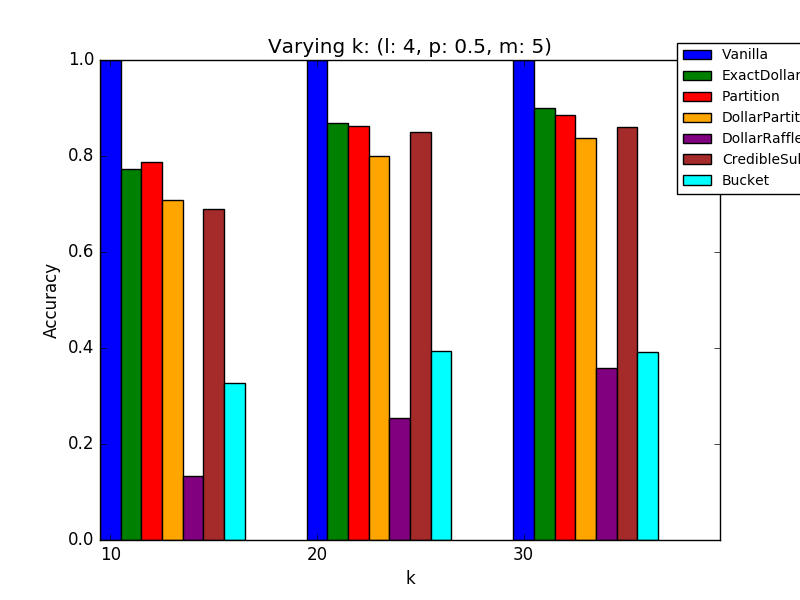 Varying k: (l: 4, p: 0.5, m: 5)
1.0
0.8
0.6
0.4
0.2
0.0
Accuracy
10
20
30
k
Vanilla
ExactDollar
Partition
DollarPartit
DollarRaffle
CredibleSul
Bucket